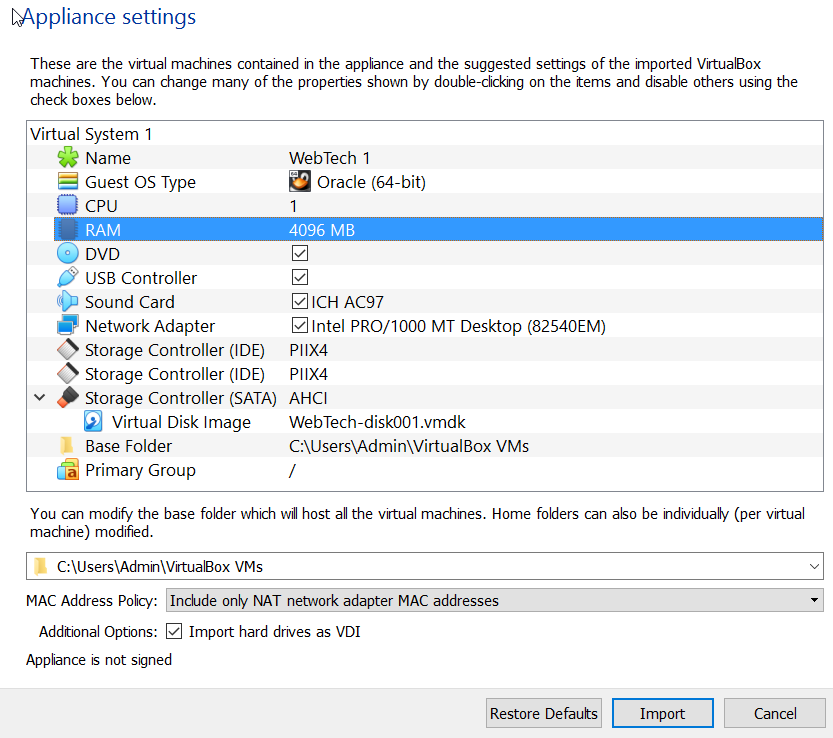 Appliance settings
These are the virtual machines contained in the appliance and the suggested settings of the imported VirtualBox
machines. You can change many of the properties shown by double-clicking on the items and disable others using the
check boxes below.
Virtual System 1
Name WebTech 1
Guest OS Type Oracle (64-bit)
CPU 1
RAM 4096 MB
DVD
USB Controller
Sound Card ICH AC97
Network Adapter Intel PRO/1000 MT Desktop (82540EM)
Storage Controller (IDE) PIIX4
Storage Controller (IDE) PIIX4
Storage Controller (SATA) AHCI
Virtual Disk Image WebTech-disk001.vmdk
Base Folder C:\Users\Admin\VirtualBox VMs
Primary Group /
You can modify the base folder which will host all the virtual machines. Home folders can also be individually (per virtual
machine) modified.
C:\Users\Admin\VirtualBox VMs
MAC Address Policy: Include only NAT network adapter MAC addresses
Additional Options: Import hard drives as VDI
Appliance is not signed
Restore Defaults Import Cancel